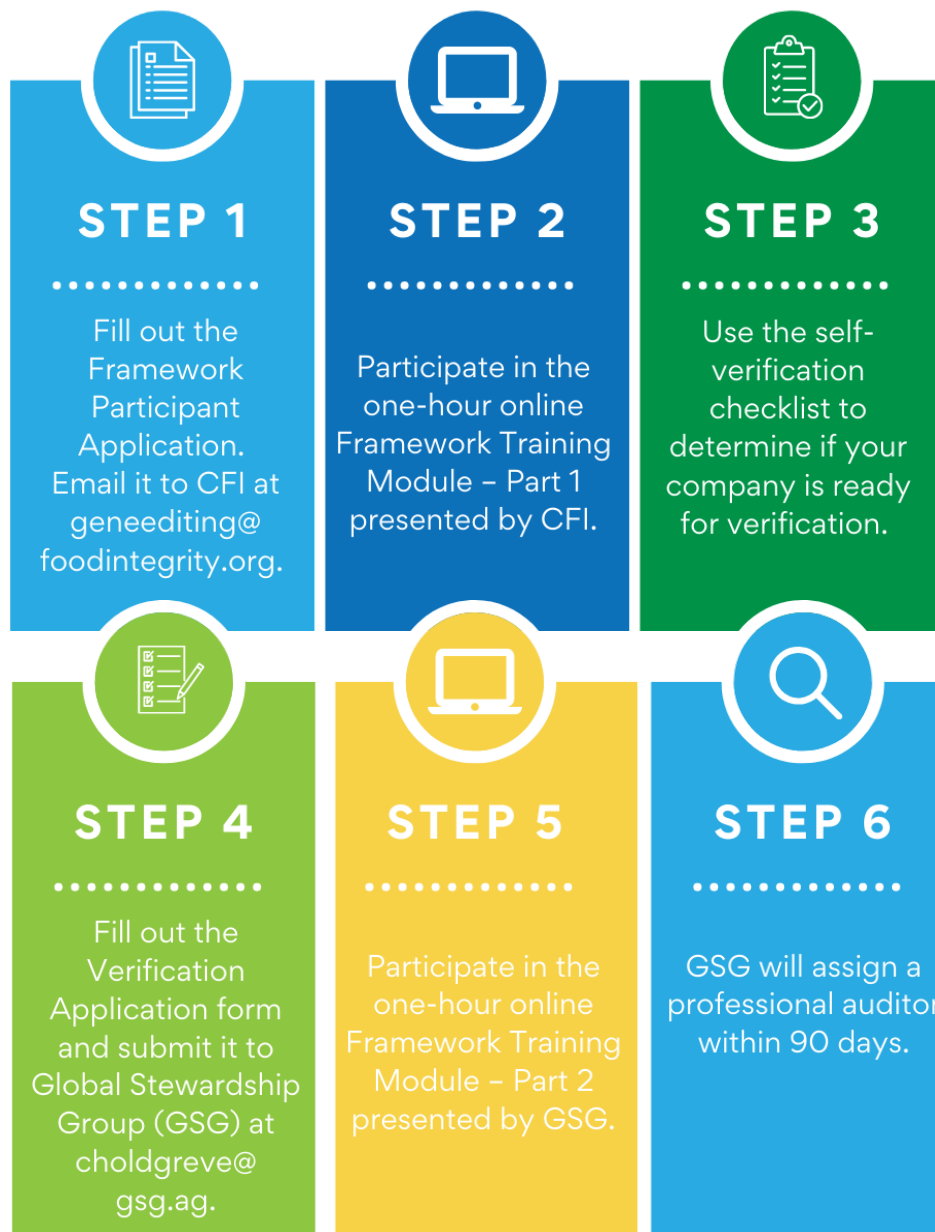 STEP 1
Fill out the
Framework
Participant
Application.
Email it to CFI at
geneediting@
foodintegrity.org.
STEP 2
Participate in the
one-hour online
Framework Training
Module – Part 1
presented by CFI.
STEP 3
Use the self-
verification
checklist to
determine if your
company is ready
for verification.
STEP 4
Fill out the
Verification
Application form
and submit it to
Global Stewardship
Group (GSG) at
choldgreve@
gsg.ag.
STEP 5
Participate in the
one-hour online
Framework Training
Module – Part 2
presented by GSG.
STEP 6
GSG will assign a
professional auditor
within 90 days.